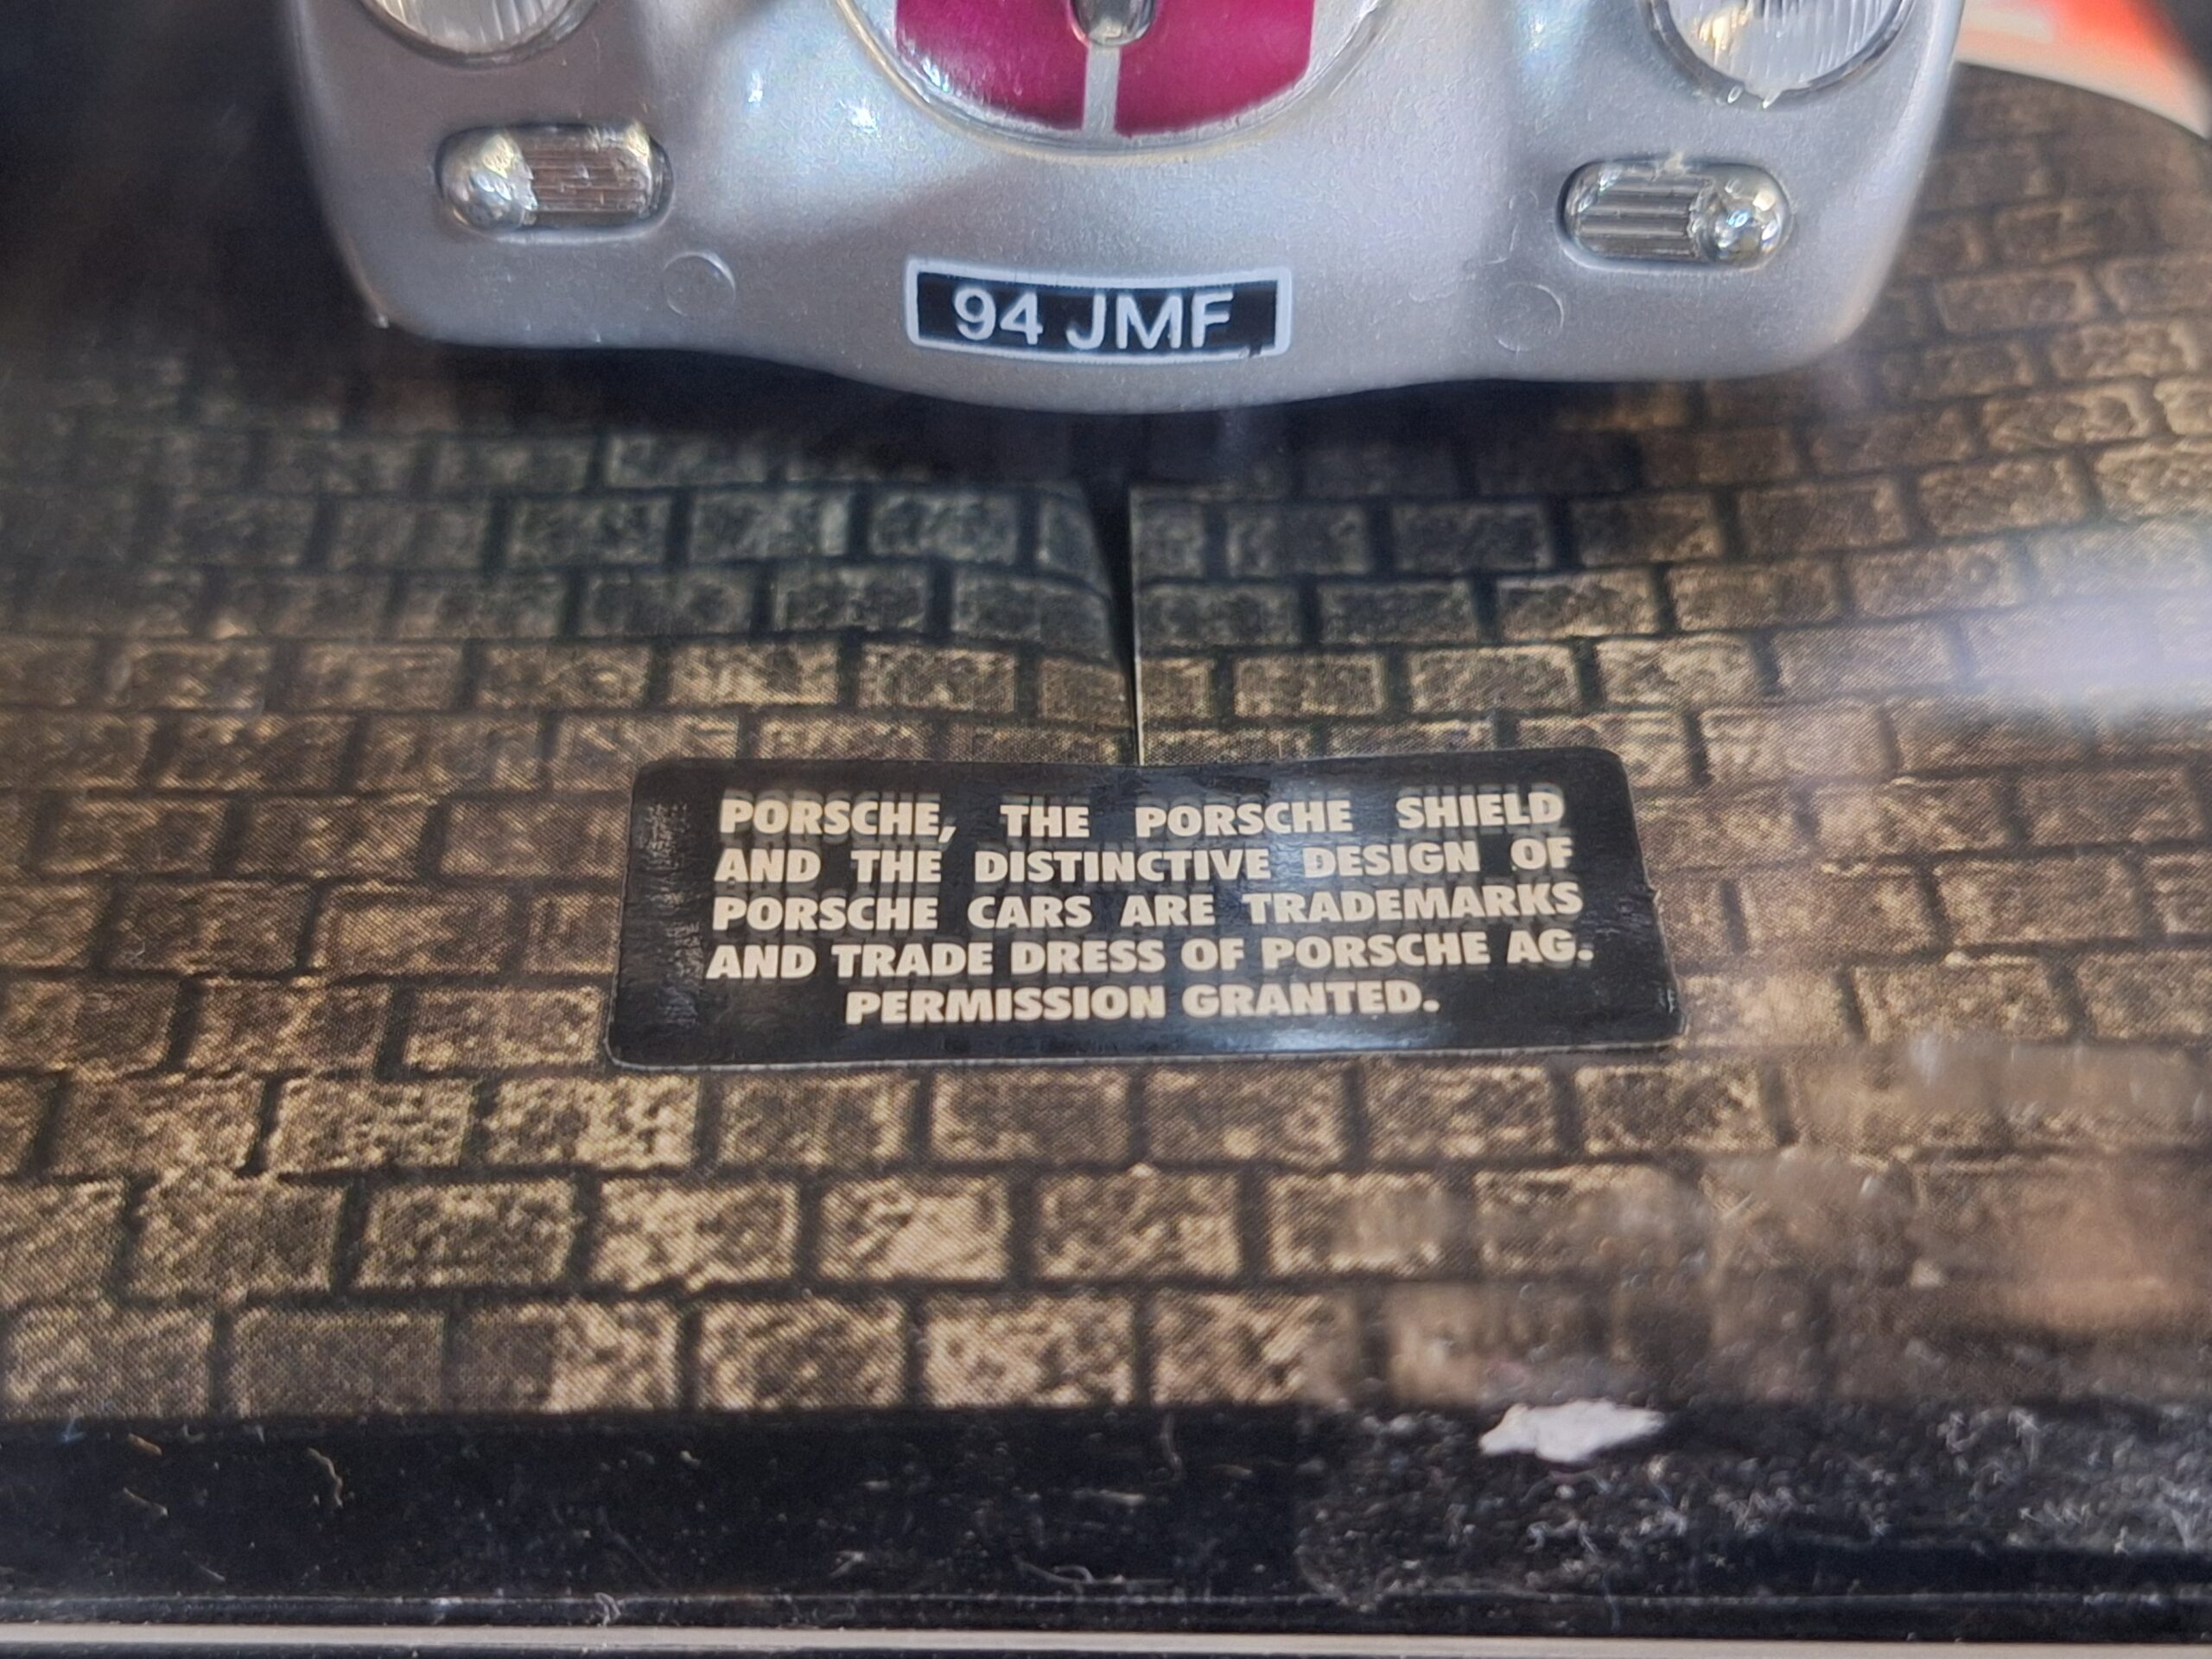 94 JMF
PORSCHE, THE PORSCHE SHIELD
AND THE DISTINCTIVE DESIGN OF
PORSCHE CARS ARE TRADEMARKS
AND TRADE DRESS OF PORSCHE AG.
PERMISSION GRANTED.